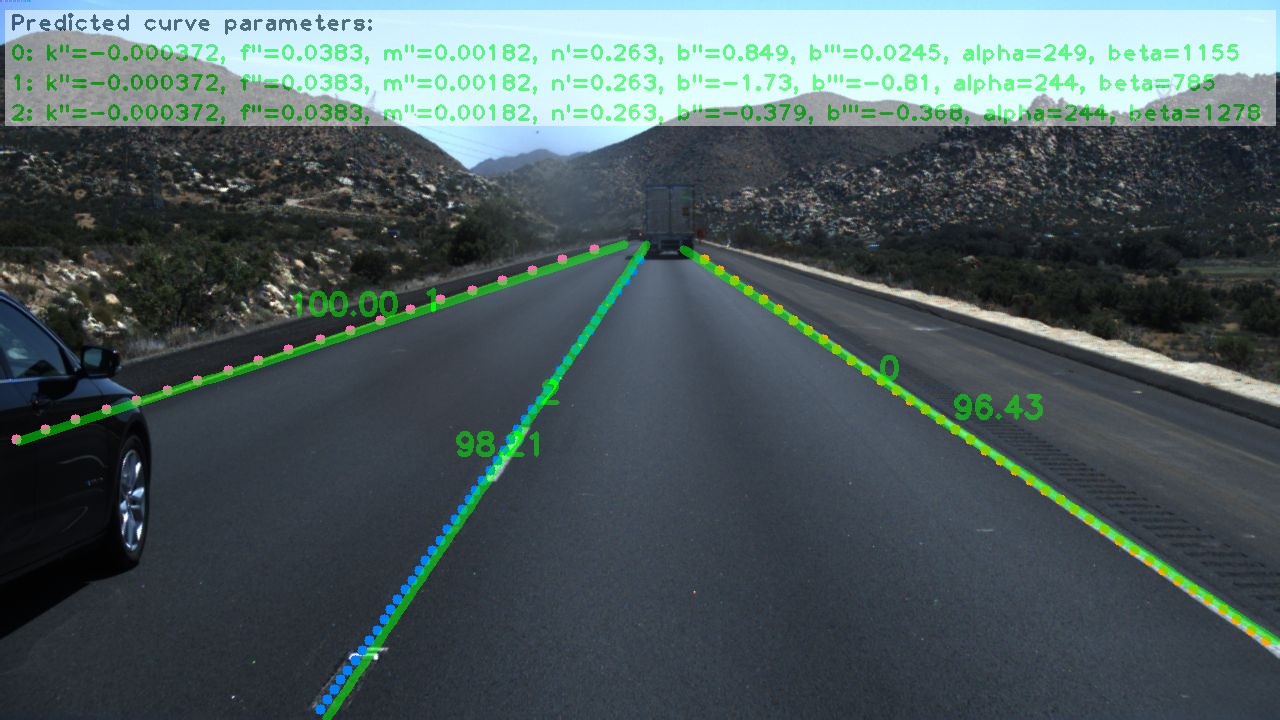 Predicted curve parameters:
0: k''=-0.000372, f''=0.0383, m''=0.00182, n'=0.263, b''=0.849, b'''=0.0245, alpha=249, beta=1155
1: k''=-0.000372, f''=0.0383, m''=0.00182, n'=0.263, b''=-1.73, b'''=-0.81, alpha=244, beta=785
2: k''=-0.000372, f''=0.0383, m''=0.00182, n'=0.263, b''=-0.379, b'''=-0.368, alpha=244, beta=1278
100.00 1
0
2
96.43
98.21